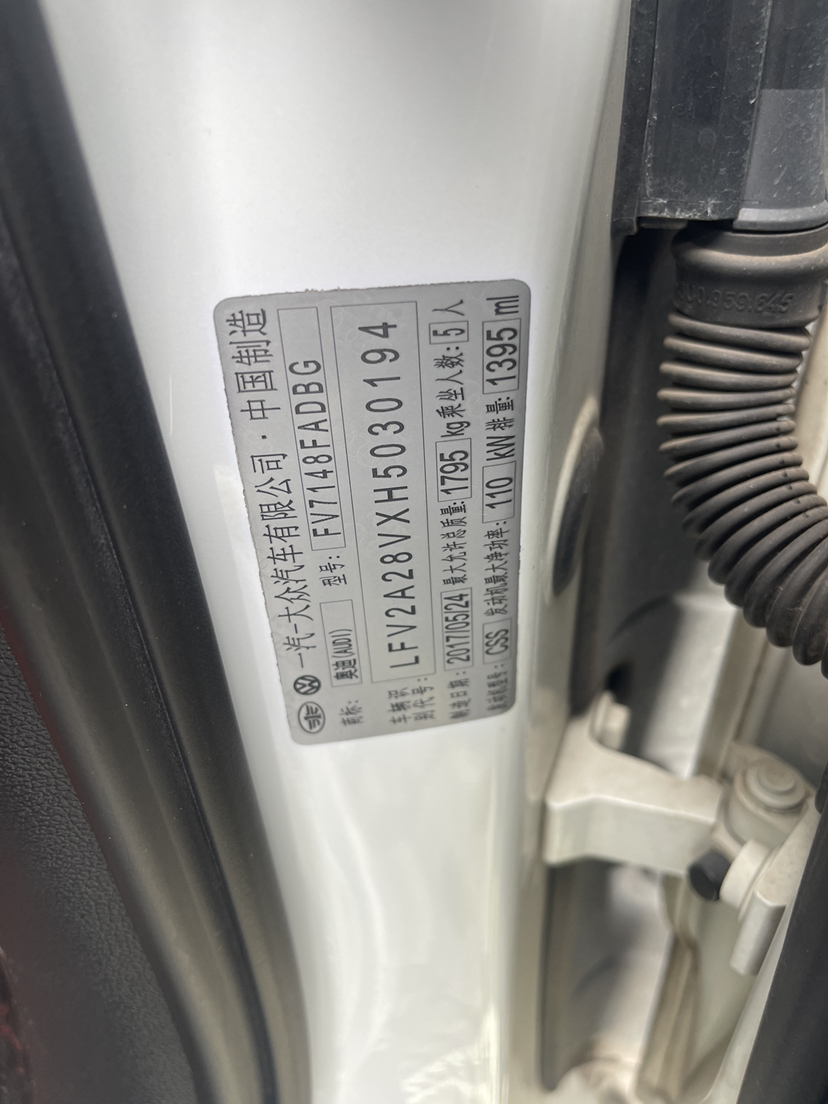 一汽-大众汽车有限公司·中国制造
商标: 奥迪(AUDI) 型号: FV7148FADBG
车辆识别代号: LFV2A28VXH5030194
制造日期: 2017/05/24 最大允许总质量: 1795 kg 乘坐人数: 5 人
发动机型号: CSS 发动机最大净功率: 110 kW 排量: 1395 ml